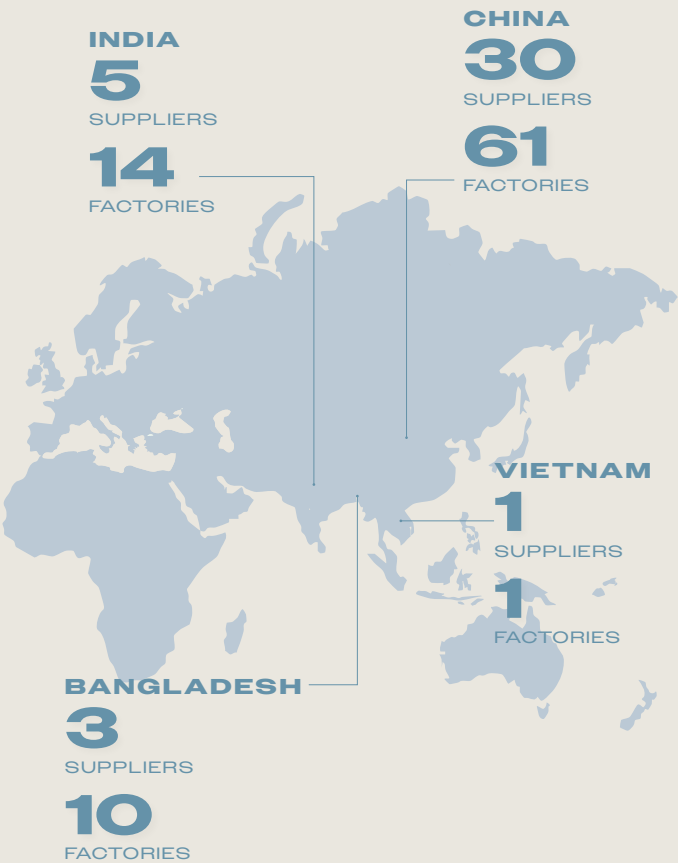 INDIA
5
SUPPLIERS
14
FACTORIES
CHINA
30
SUPPLIERS
61
FACTORIES
VIETNAM
1
SUPPLIERS
1
FACTORIES
BANGLADESH
3
SUPPLIERS
10
FACTORIES